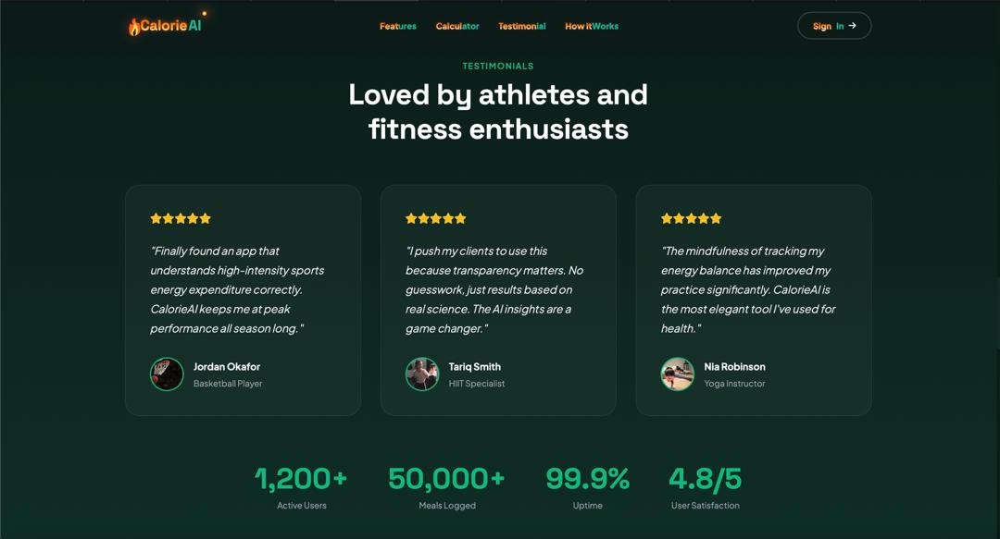 CalorieAI
Features Calculator Testimonial How itWorks
Sign In →
TESTIMONIALS
Loved by athletes and
fitness enthusiasts
"Finally found an app that
understands high-intensity sports
energy expenditure correctly.
CalorieAI keeps me at peak
performance all season long."
Jordan Okafor
Basketball Player
"I push my clients to use this
because transparency matters. No
guesswork, just results based on
real science. The AI insights are a
game changer."
Tariq Smith
HIIT Specialist
"The mindfulness of tracking my
energy balance has improved my
practice significantly. CalorieAI is
the most elegant tool I've used for
health."
Nia Robinson
Yoga Instructor
1,200+
Active Users
50,000+
Meals Logged
99.9%
Uptime
4.8/5
User Satisfaction